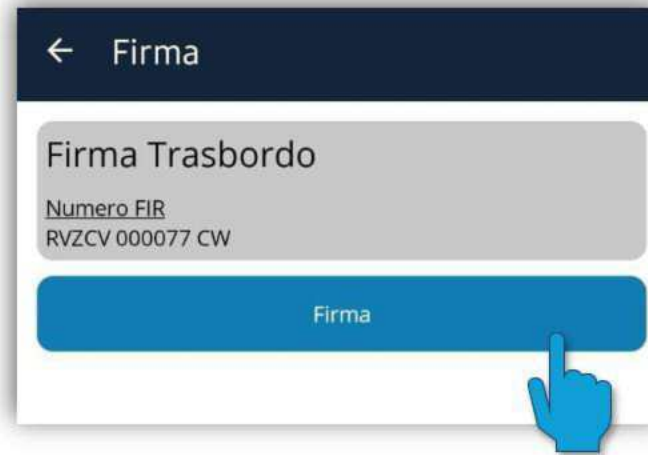 Firma
Firma Trasbordo
Numero FIR
RVZCV 000077 CW
Firma